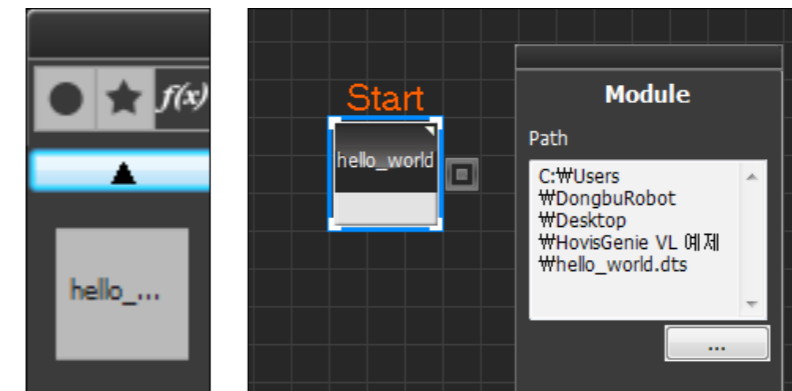 f(x)
hello_...
Start
hello_world
Module
Path
C:₩Users
₩DongbuRobot
₩Desktop
₩HovisGenie VL 예제
₩hello_world.dts
...